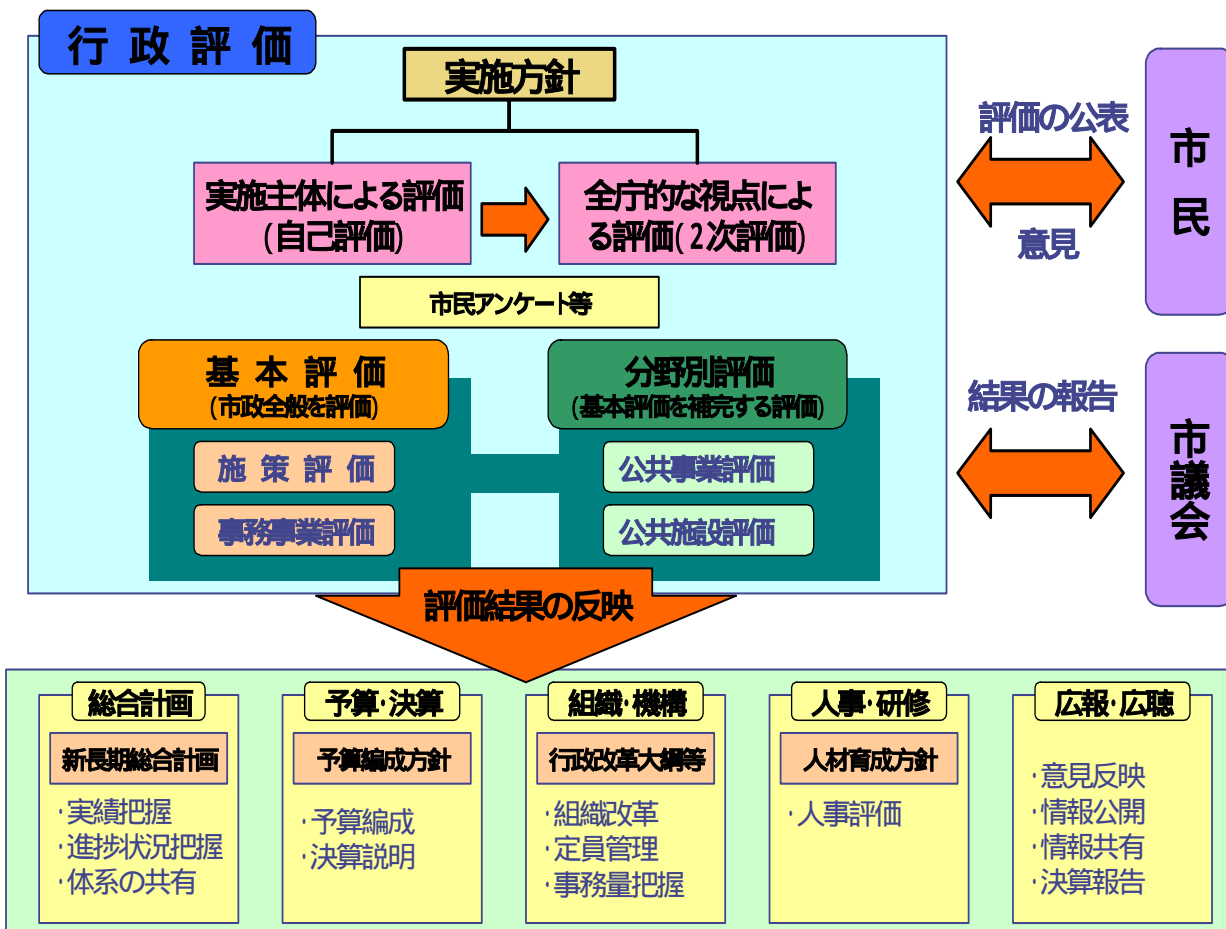 行 政 評 価
実施方針
実施主体による評価
(自己評価)
全庁的な視点によ
る評価(2次評価)
市民アンケート等
基 本 評 価
(市政全般を評価)
施 策 評 価
事務事業評価
分野別評価
(基本評価を補完する評価)
公共事業評価
公共施設評価
評価の公表
意見
市民
結果の報告
市議会
評価結果の反映
総合計画
新長期総合計画
・実績把握
・進捗状況把握
・体系の共有
予算・決算
予算編成方針
・予算編成
・決算説明
組織・機構
行政改革大綱等
・組織改革
・定員管理
・事務量把握
人事・研修
人材育成方針
・人事評価
広報・広聴
・意見反映
・情報公開
・情報共有
・決算報告